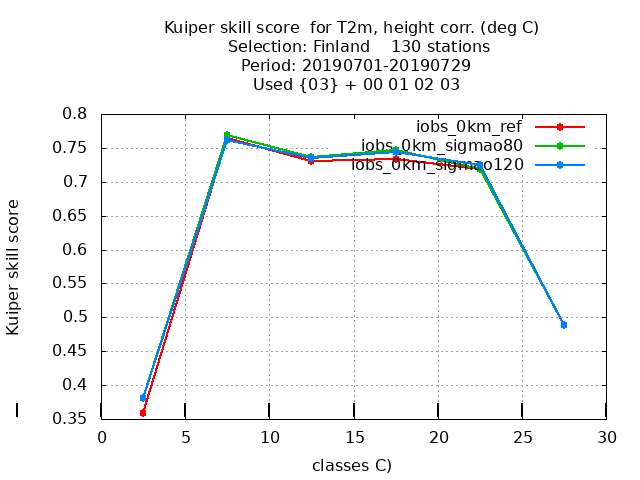 Kuiper skill score  for T2m, height corr. (deg C)
Selection: Finland    130 stations
Period: 20190701-20190729
Used {03} + 00 01 02 03
iobs_0km_ref
iobs_0km_sigmao80
iobs_0km_sigmao120
0.8
0.75
0.7
0.65
0.6
0.55
0.5
0.45
0.4
0.35
Kuiper skill score
0 5 10 15 20 25 30
classes C)